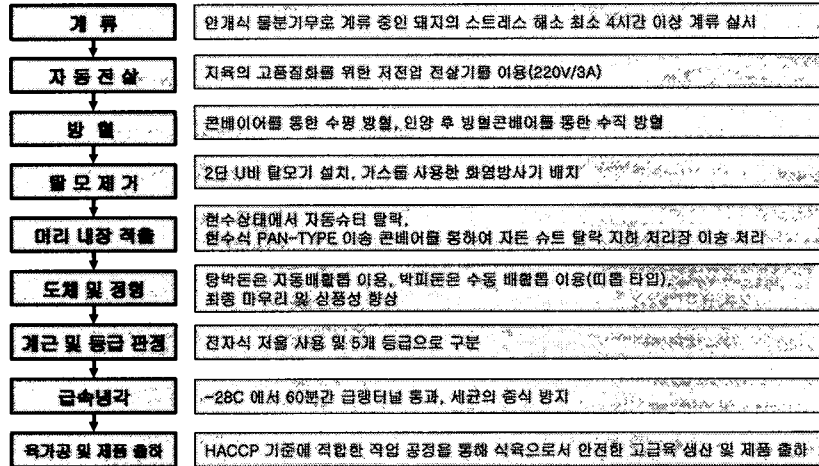 계 류
안개식 물분기무로 계류 중인 돼지의 스트레스 해소 최소 4시간 이상 계류 실시
자 동 전 살
지육의 고품질화를 위한 저전압 전살기를 이용(220V/3A)
방 혈
콘베이어를 통한 수평 방혈, 인양 후 방혈콘베어를 통한 수직 방혈
탈 모 제 거
2단 U바 탈모기 설치, 가스를 사용한 화염방사기 배치
머리 내장 적출
현수상태에서 자동슈터 탈락,
현수식 PAN-TYPE 이송 콘베어를 통하여 자돈 슈트 탈락 지하 처리장 이송 처리
도체 및 정형
탕박돈은 자동배할톱 이용, 박피돈은 수동 배할톱 이용(띠톱 타입),
최종 마무리 및 상품성 향상
계근 및 등급 판정
전자식 저울 사용 및 5개 등급으로 구분
급속냉각
-28C 에서 60분간 급랭터널 통과, 세균의 증식 방지
육가공 및 제품 출하
HACCP 기준에 적합한 작업 공정을 통해 식육으로서 안전한 고급육 생산 및 제품 출하